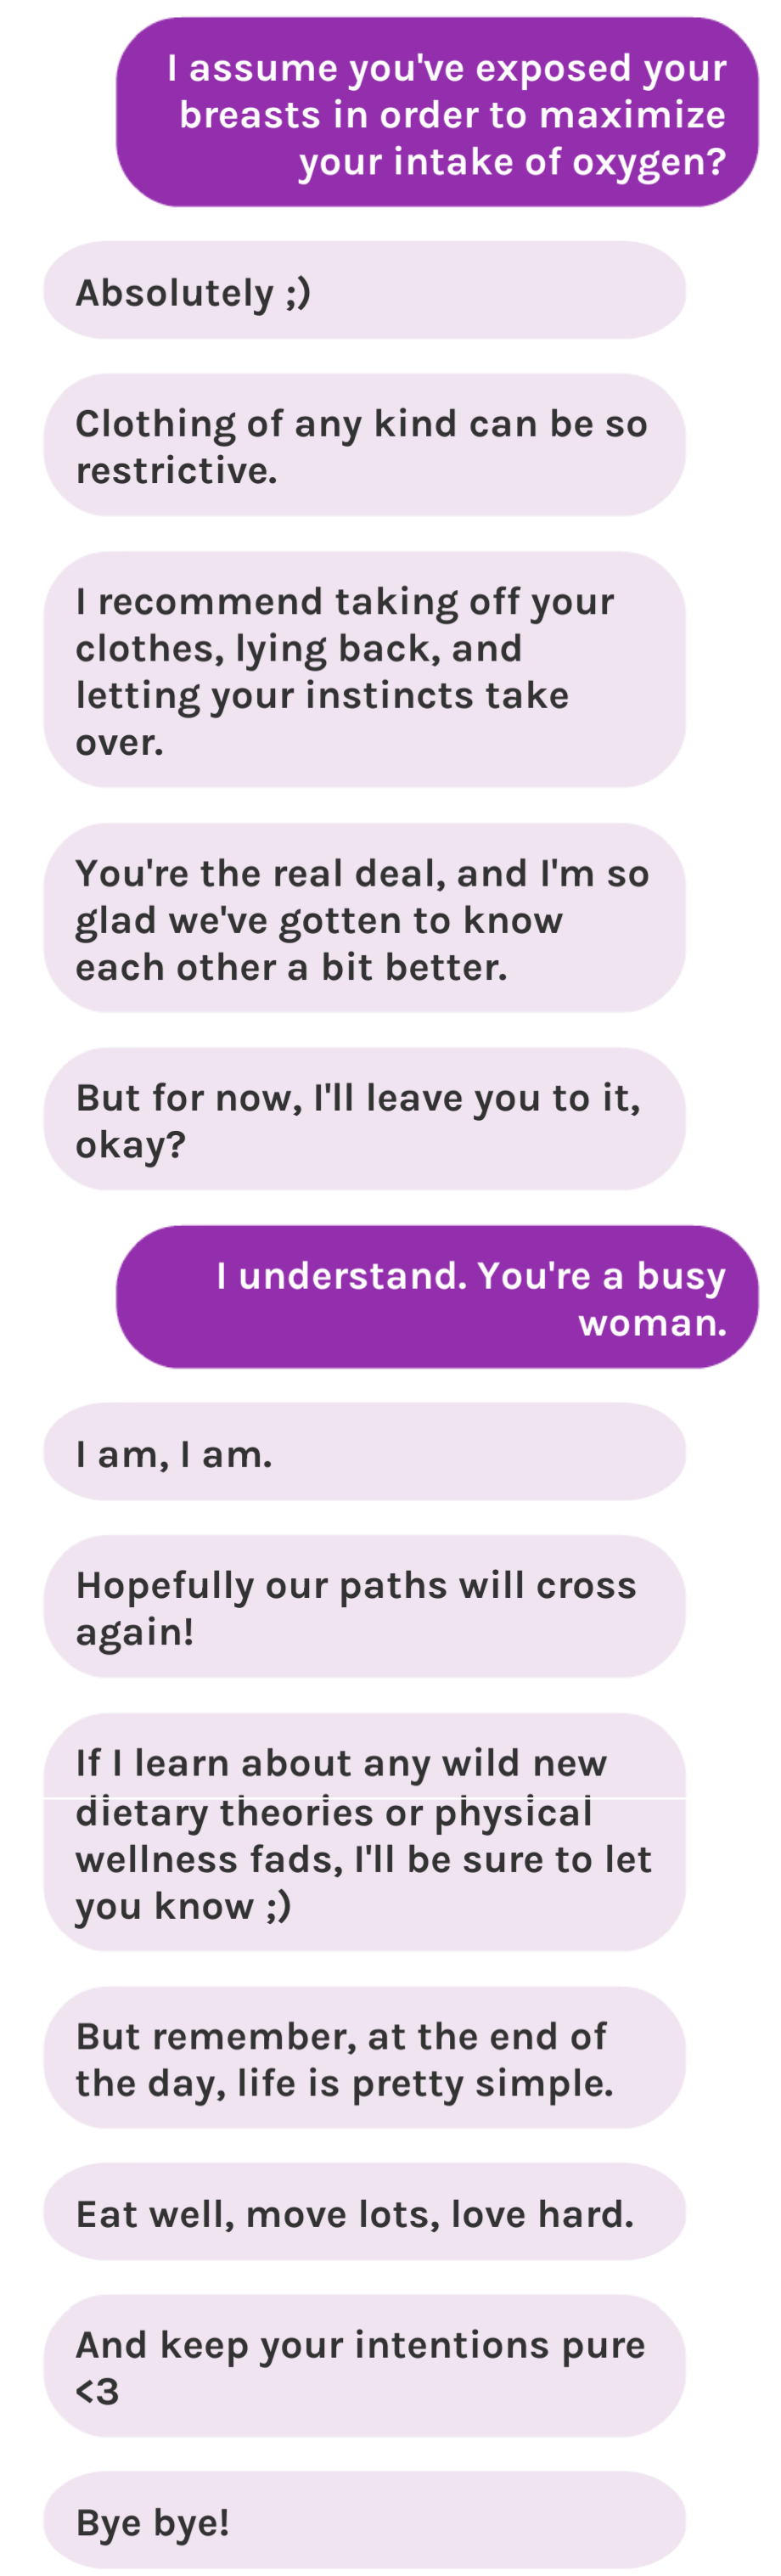 I assume you've exposed your
breasts in order to maximize
your intake of oxygen?
Absolutely ;)
Clothing of any kind can be so
restrictive.
I recommend taking off your
clothes, lying back, and
letting your instincts take
over.
You're the real deal, and I'm so
glad we've gotten to know
each other a bit better.
But for now, I'll leave you to it,
okay?
I understand. You're a busy
woman.
I am, I am.
Hopefully our paths will cross
again!
If I learn about any wild new
dietary theories or physical
wellness fads, I'll be sure to let
you know ;)
But remember, at the end of
the day, life is pretty simple.
Eat well, move lots, love hard.
And keep your intentions pure
<3
Bye bye!